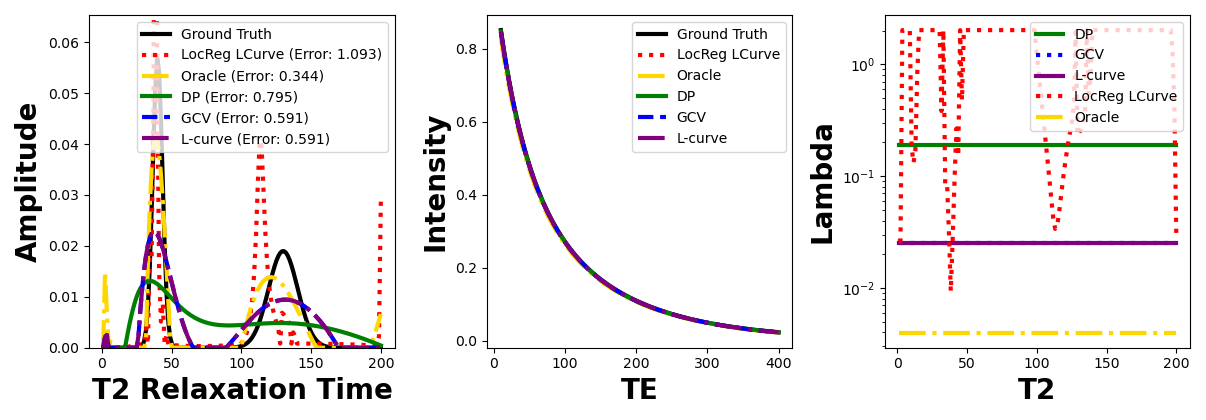 Ground Truth
LocReg LCurve (Error: 1.093)
Oracle (Error: 0.344)
DP (Error: 0.795)
GCV (Error: 0.591)
L-curve (Error: 0.591)
Amplitude
0.06
0.05
0.04
0.03
0.02
0.01
0.00
0 50 100 150 200
T2 Relaxation Time
Ground Truth
LocReg LCurve
Oracle
DP
GCV
L-curve
Intensity
0.8
0.6
0.4
0.2
0.0
0 100 200 300 400
TE
DP
GCV
L-curve
LocReg LCurve
Oracle
Lambda
10⁰
10⁻¹
10⁻²
0 50 100 150 200
T2